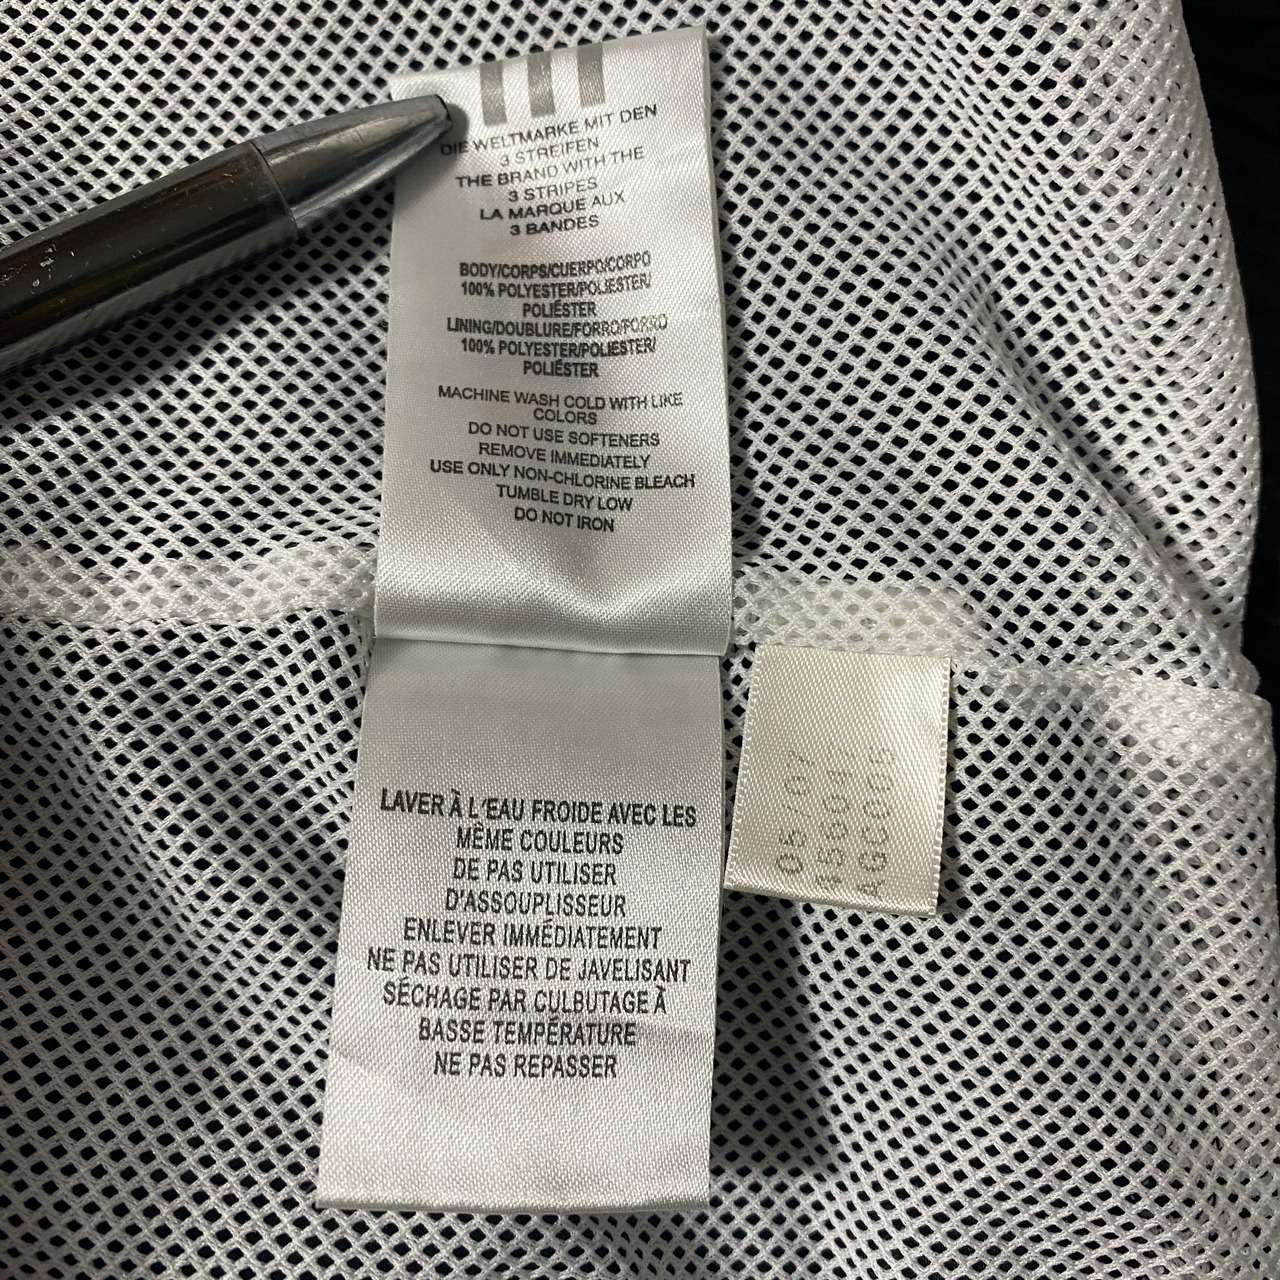 DIE WELTMARKE MIT DEN
3 STREIFEN
THE BRAND WITH THE
3 STRIPES
LA MARQUE AUX
3 BANDES
BODY/CORPS/CUERPO/CORPO
100% POLYESTER/POLIESTER/
POLIÉSTER
LINING/DOUBLURE/FORRO/FORRO
100% POLYESTER/POLIESTER/
POLIÉSTER
MACHINE WASH COLD WITH LIKE
COLORS
DO NOT USE SOFTENERS
REMOVE IMMEDIATELY
USE ONLY NON-CHLORINE BLEACH
TUMBLE DRY LOW
DO NOT IRON
LAVER À L'EAU FROIDE AVEC LES
MÊME COULEURS
DE PAS UTILISER
D'ASSOUPLISSEUR
ENLEVER IMMÉDIATEMENT
NE PAS UTILISER DE JAVELISANT
SÉCHAGE PAR CULBUTAGE À
BASSE TEMPÉRATURE
NE PAS REPASSER
05/07